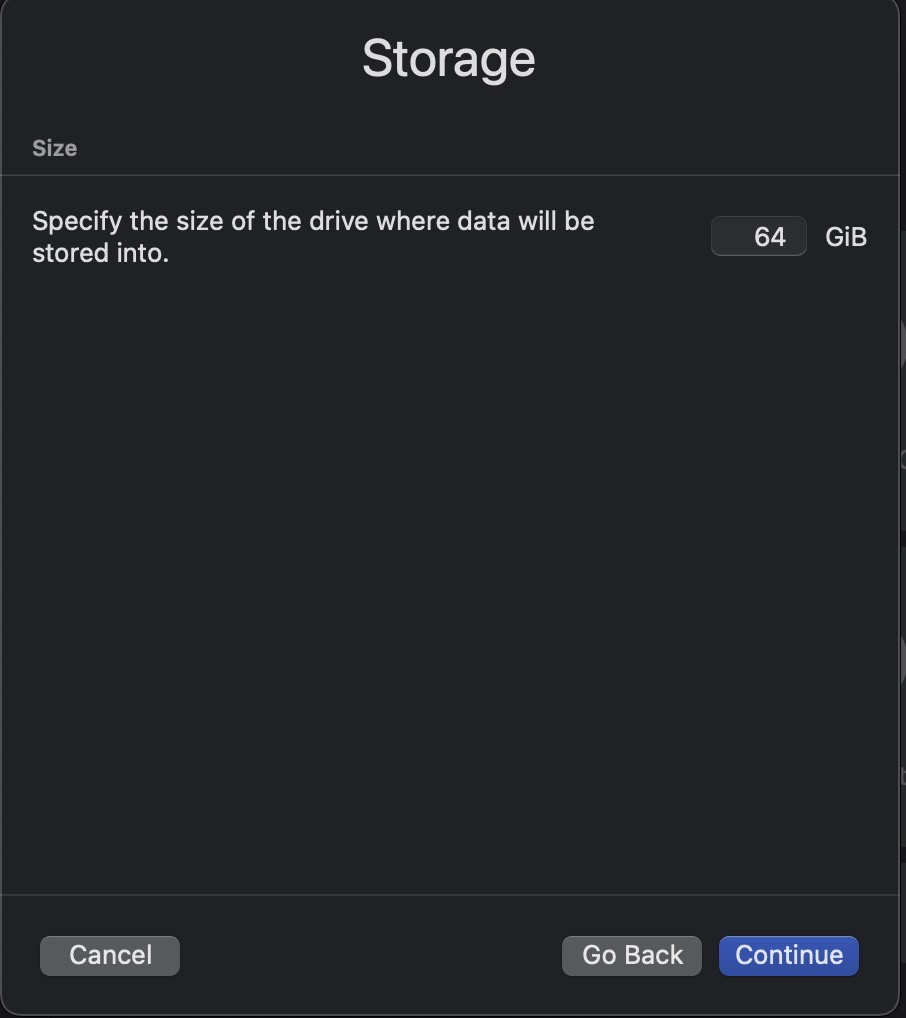 Storage
Size
Specify the size of the drive where data will be
stored into.
64 GiB
Cancel Go Back Continue